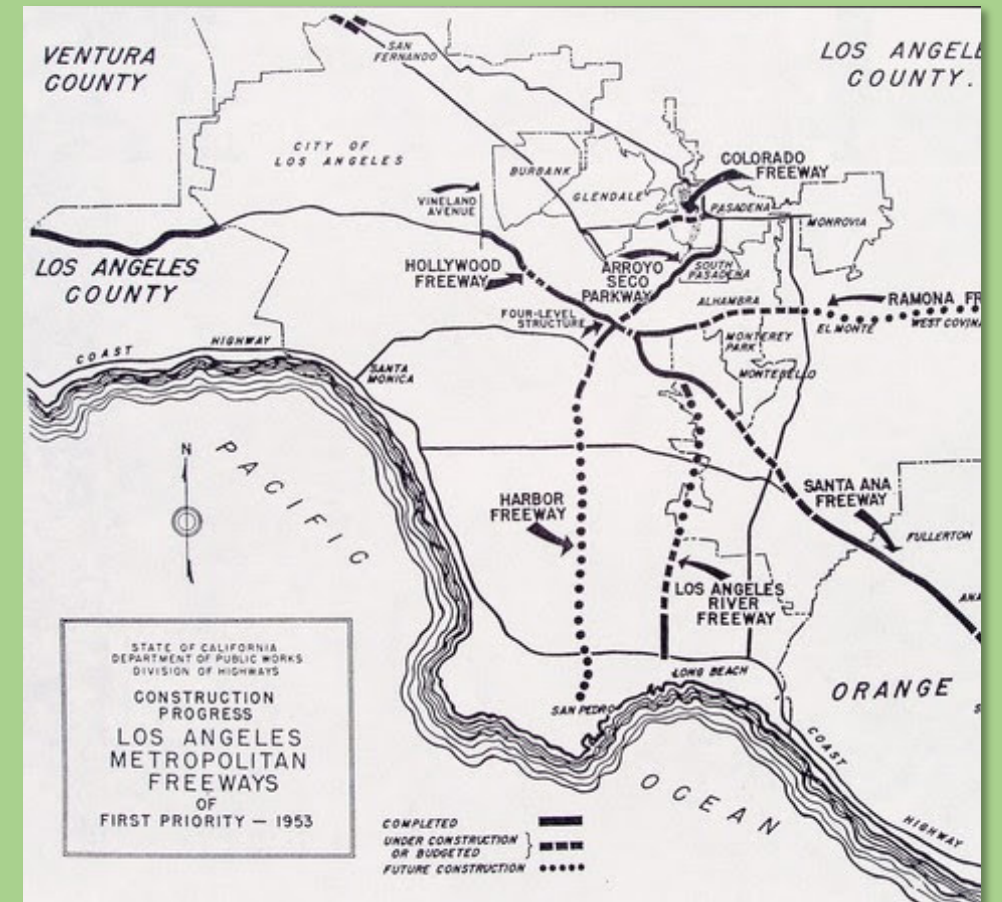 VENTURA
COUNTY
SAN
FERNANDO
LOS ANGELE
COUNTY.
CITY OF
LOS ANGELES
BURBANK
GLENDALE
COLORADO
FREEWAY
VINELAND
AVENUE
PASADENA
MONROVIA
LOS ANGELES
COUNTY
HOLLYWOOD
FREEWAY
ARROYO
SECO
PARKWAY
SOUTH
PASADENA
ALHAMBRA
RAMONA FR
FOUR-LEVEL
STRUCTURE
EL MONTE
WEST COVINA
MONTEREY
PARK
MONTEBELLO
COAST HIGHWAY
SANTA
MONICA
N
PACIFIC
HARBOR
FREEWAY
SANTA ANA
FREEWAY
FULLERTON
LOS ANGELES
RIVER
FREEWAY
ANA
LONG BEACH
SAN PEDRO
ORANGE
S
COAST
HIGHWAY
OCEAN
STATE OF CALIFORNIA
DEPARTMENT OF PUBLIC WORKS
DIVISION OF HIGHWAYS
CONSTRUCTION
PROGRESS
LOS ANGELES
METROPOLITAN
FREEWAYS
OF
FIRST PRIORITY — 1953
COMPLETED
UNDER CONSTRUCTION
OR BUDGETED
FUTURE CONSTRUCTION